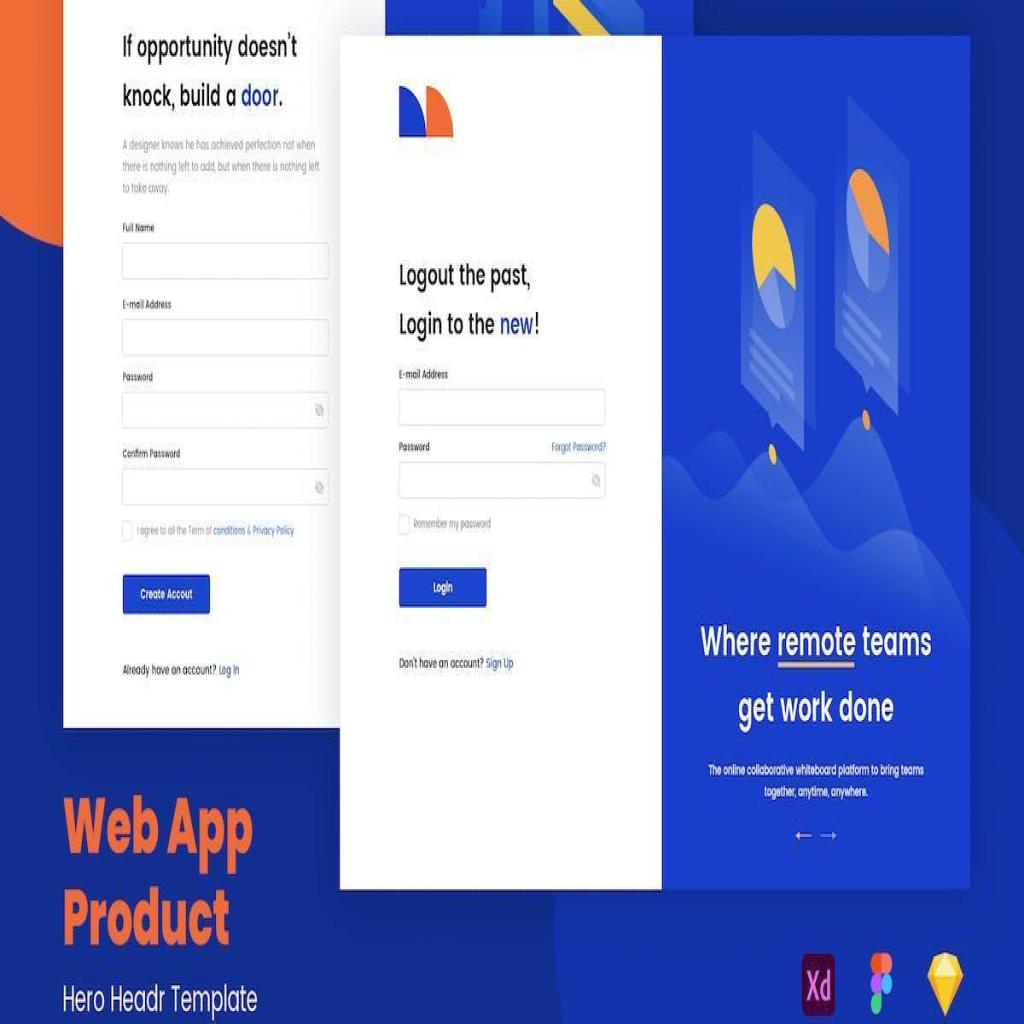 If opportunity doesn't
knock, build a door.
A designer knows he has achieved perfection not when
there is nothing left to add, but when there is nothing left
to take away.
Full Name
E-mail Address
Password
Confirm Password
I agree to all the Term of conditions & Privacy Policy
Create Accout
Already have an account? Log In
Logout the past,
Login to the new!
E-mail Address
Password
Forgot Password?
Remember my password
Login
Don't have an account? Sign Up
Where remote teams
get work done
The online collaborative whiteboard platform to bring teams
together, anytime, anywhere.
Web App
Product
Hero Headr Template
Xd